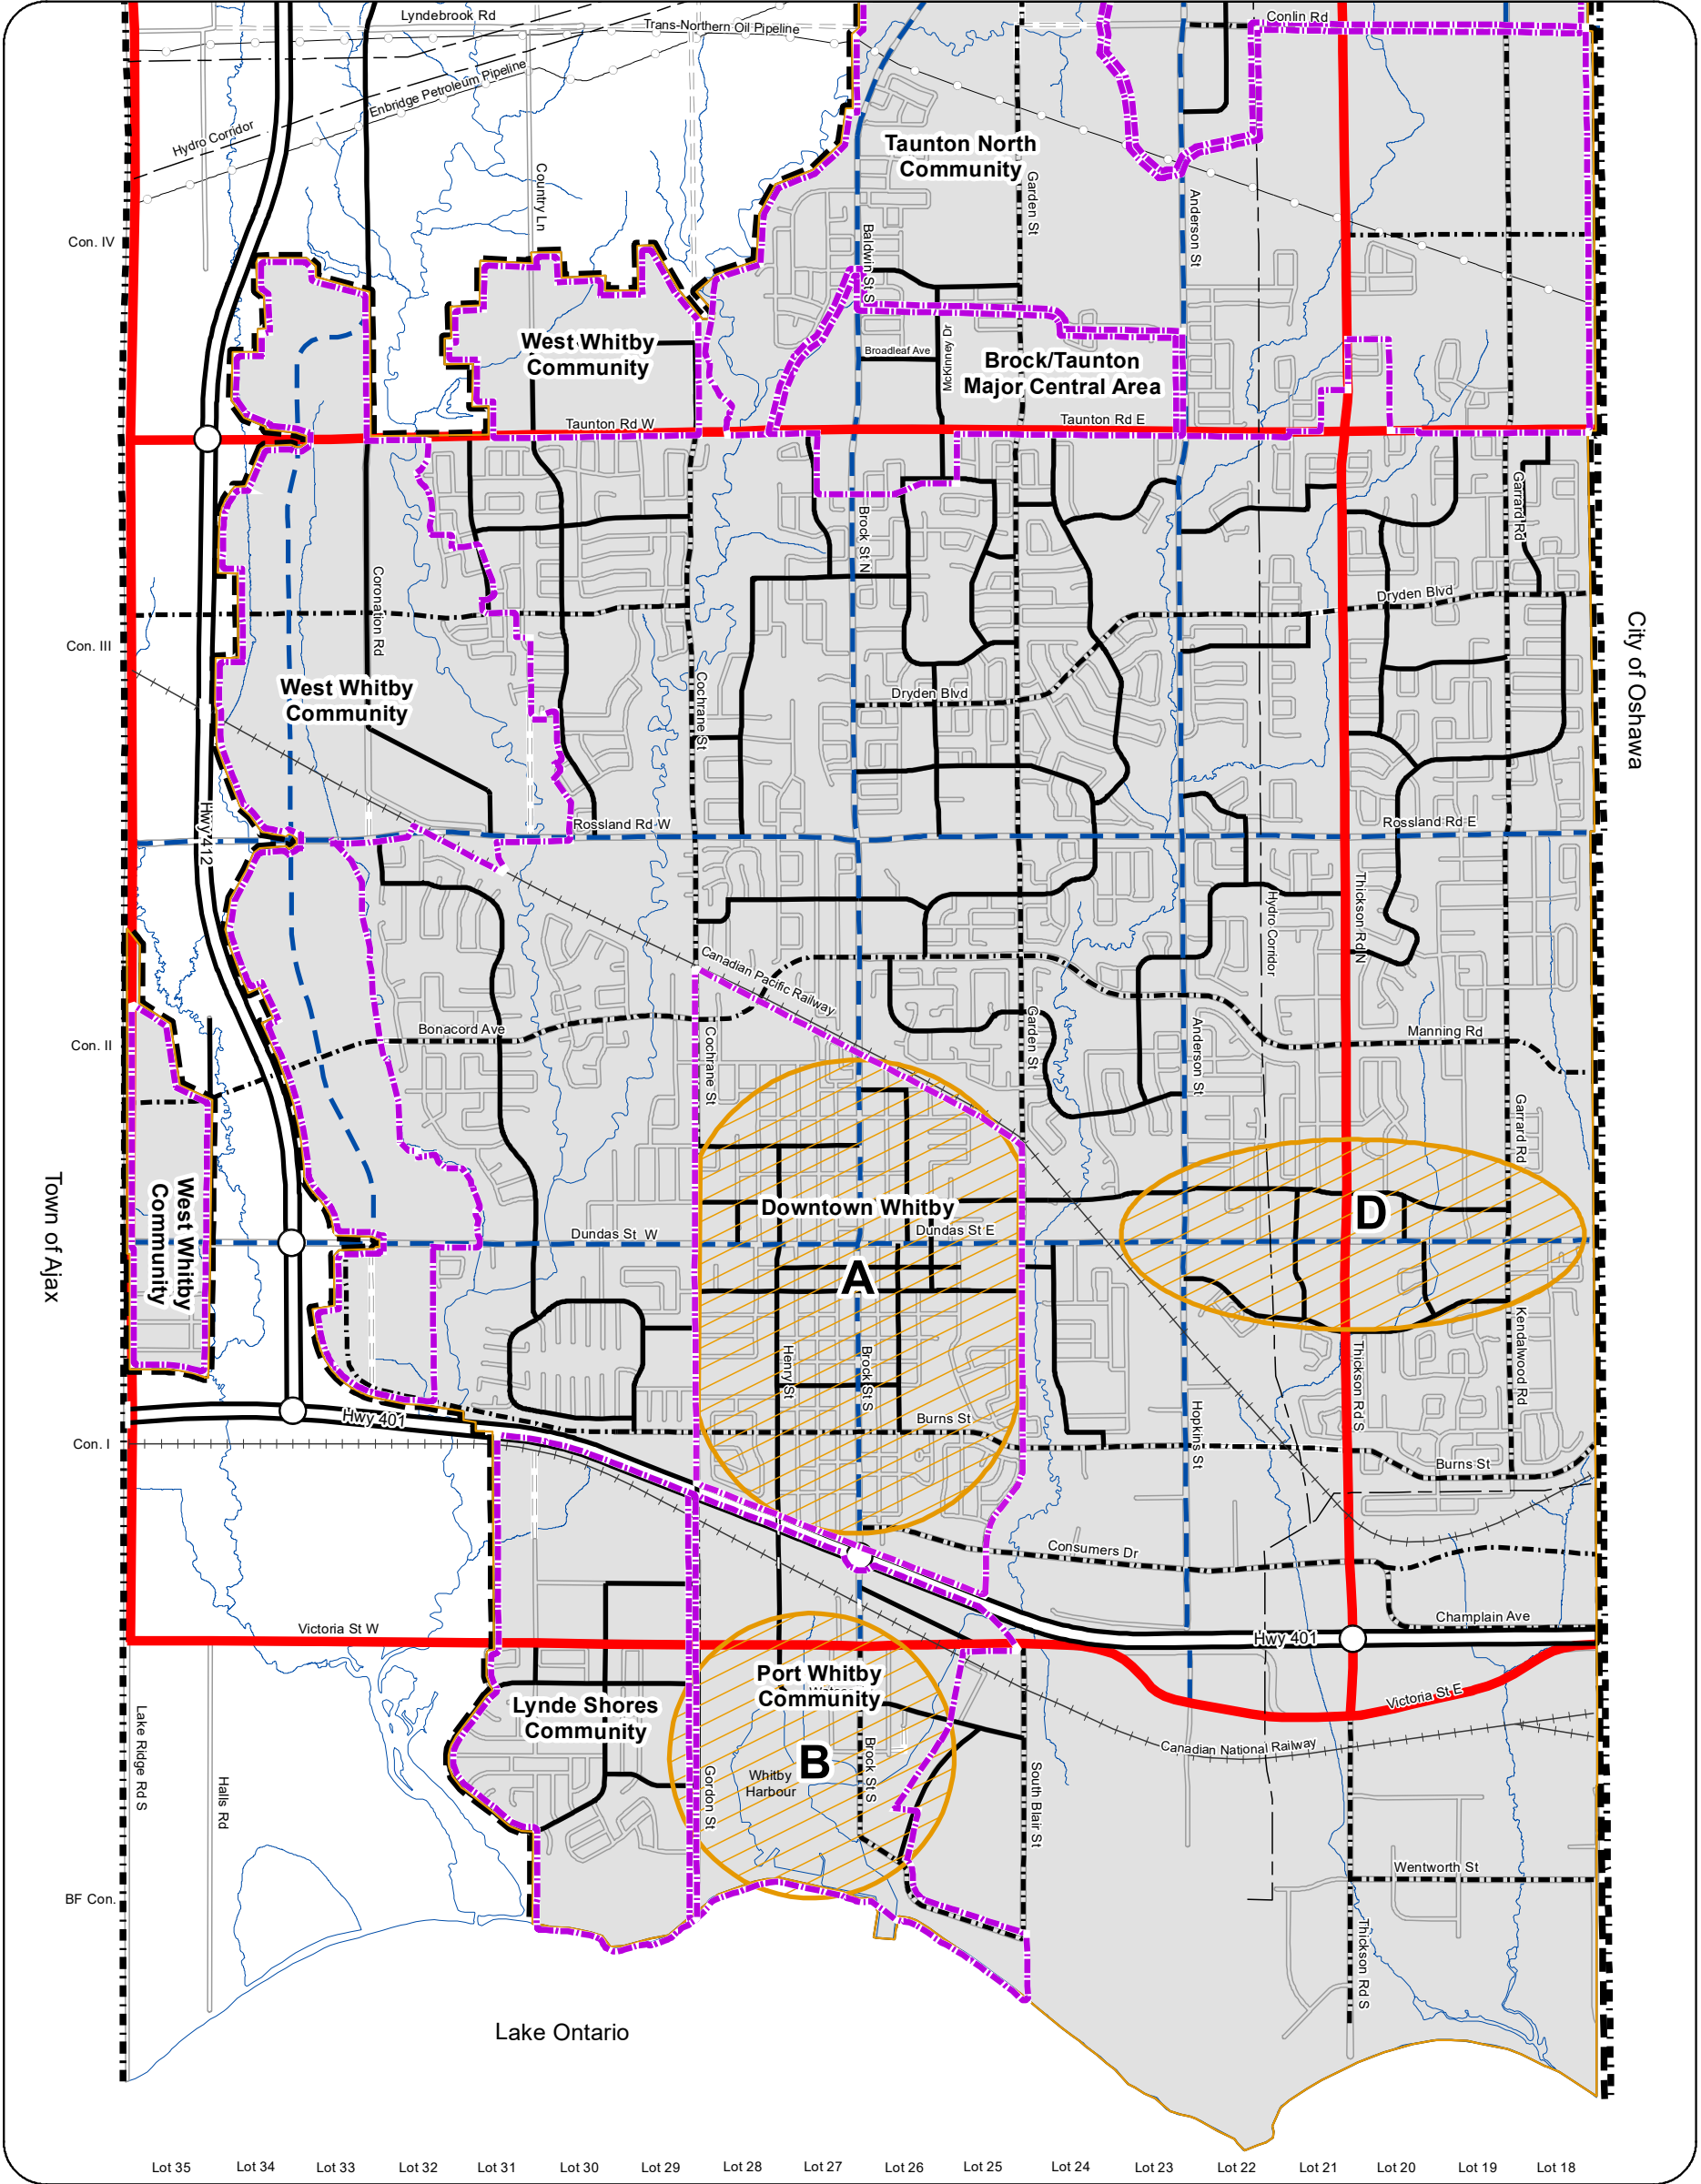 Lyndebrook Rd
Trans-Northern Oil Pipeline
Conlin Rd
Enbridge Petroleum Pipeline
Hydro Corridor
Taunton North
Community
Country Ln
Garden St
Anderson St
Con. IV
Baldwin St S
West Whitby
Community
Broadleaf Ave
McKinney Dr
Brock/Taunton
Major Central Area
Taunton Rd W
Taunton Rd E
Garrard Rd
Brock St N
Coronation Rd
Dryden Blvd
City of Oshawa
Con. III
West Whitby
Community
Cochrane St
Dryden Blvd
Hwy 412
Rossland Rd W
Rossland Rd E
Hydro Corridor
Thickson Rd N
Canadian Pacific Railway
Bonacord Ave
Cochrane St
Garden St
Anderson St
Manning Rd
Con. II
Garrard Rd
Town of Ajax
West Whitby
Community
Downtown Whitby
Dundas St W
Dundas St E
A
D
Henry St
Brock St S
Thickson Rd S
Kendalwood Rd
Hwy 401
Burns St
Hopkins St
Con. I
Burns St
Consumers Dr
Champlain Ave
Victoria St W
Hwy 401
Port Whitby
Community
Lynde Shores
Community
Victoria St E
Canadian National Railway
Lake Ridge Rd S
Halls Rd
Gordon St
Whitby
Harbour
B
Brock St S
South Blair St
Wentworth St
BF Con.
Thickson Rd S
Lake Ontario
Lot 35
Lot 34
Lot 33
Lot 32
Lot 31
Lot 30
Lot 29
Lot 28
Lot 27
Lot 26
Lot 25
Lot 24
Lot 23
Lot 22
Lot 21
Lot 20
Lot 19
Lot 18